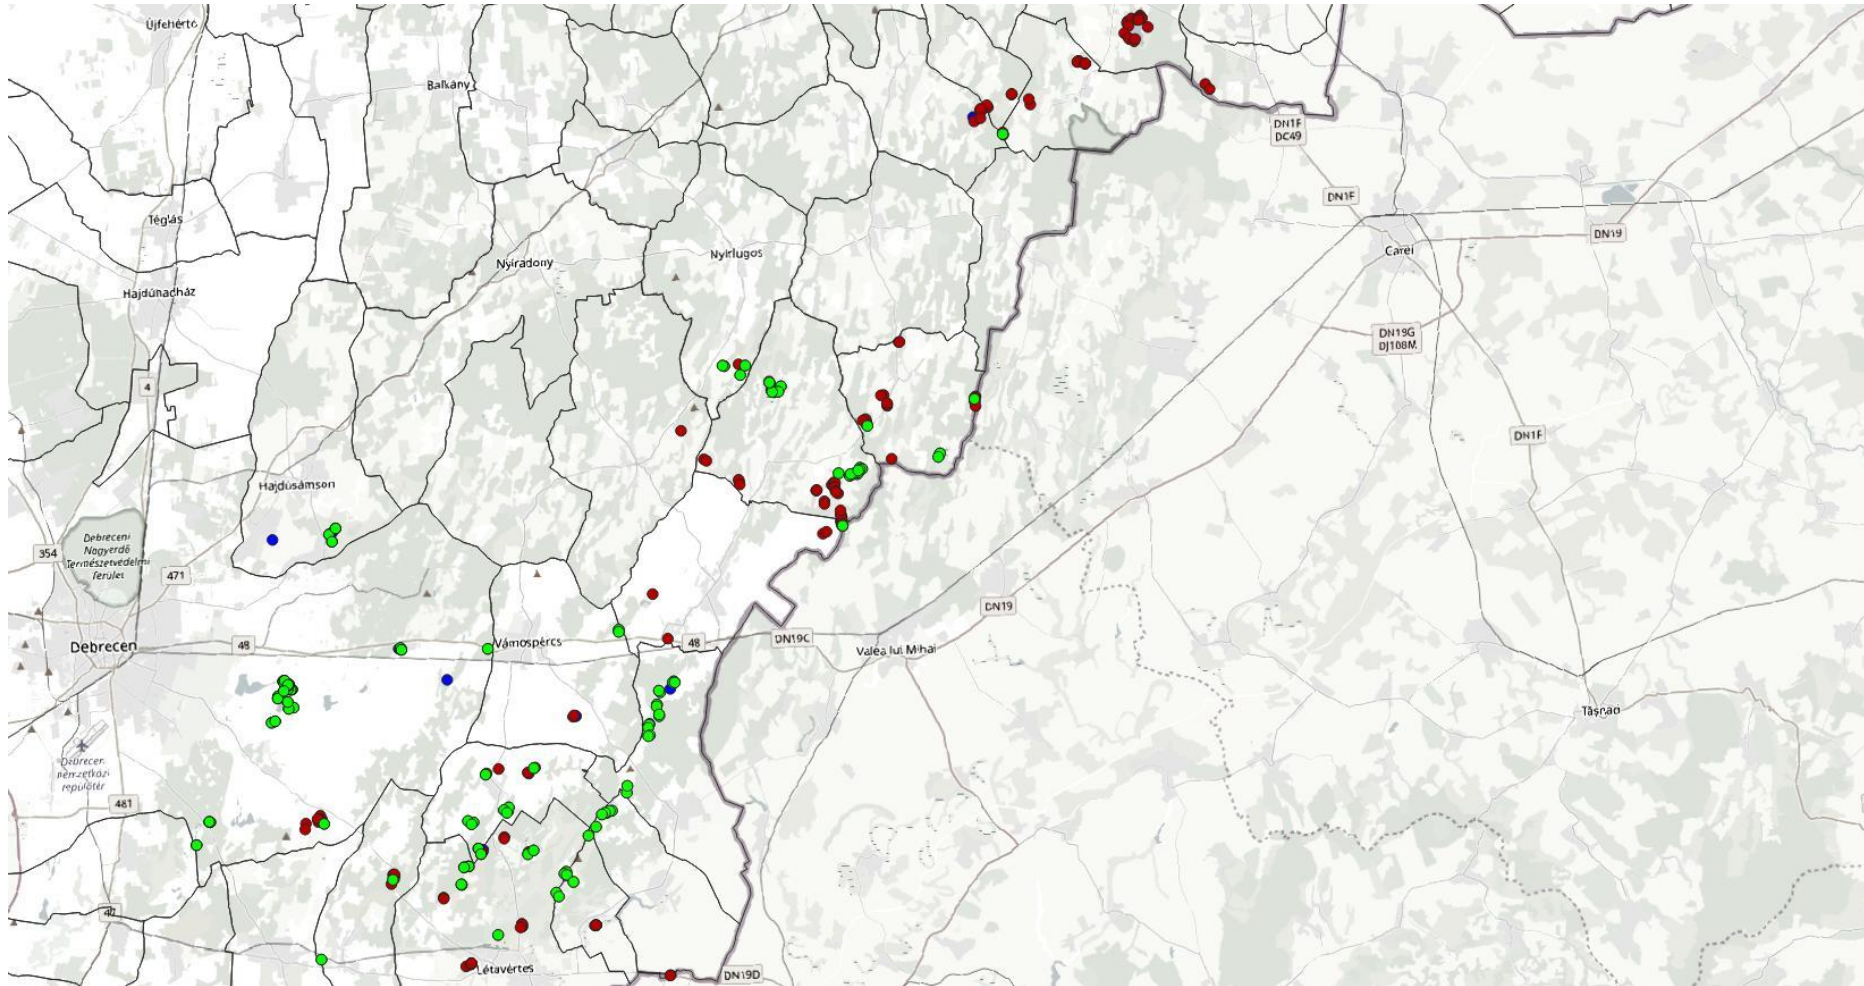 Újfehértó
Balkány
DN1F
DC49
DN1F
Téglás
DN19
Carei
Nyírlugos
Nyíradony
Hajdúhadház
DN19G
DJ108M
4
DN1F
Hajdúsámson
Debreceni
Nagyerdő
Természetvédelmi
Terület
354
471
DN19
Debrecen
48
Vámospércs
48
DN19C
Valea lui Mihai
Tășnad
Debrecen
nemzetközi
repülőtér
481
47
Létavértes
DN19D